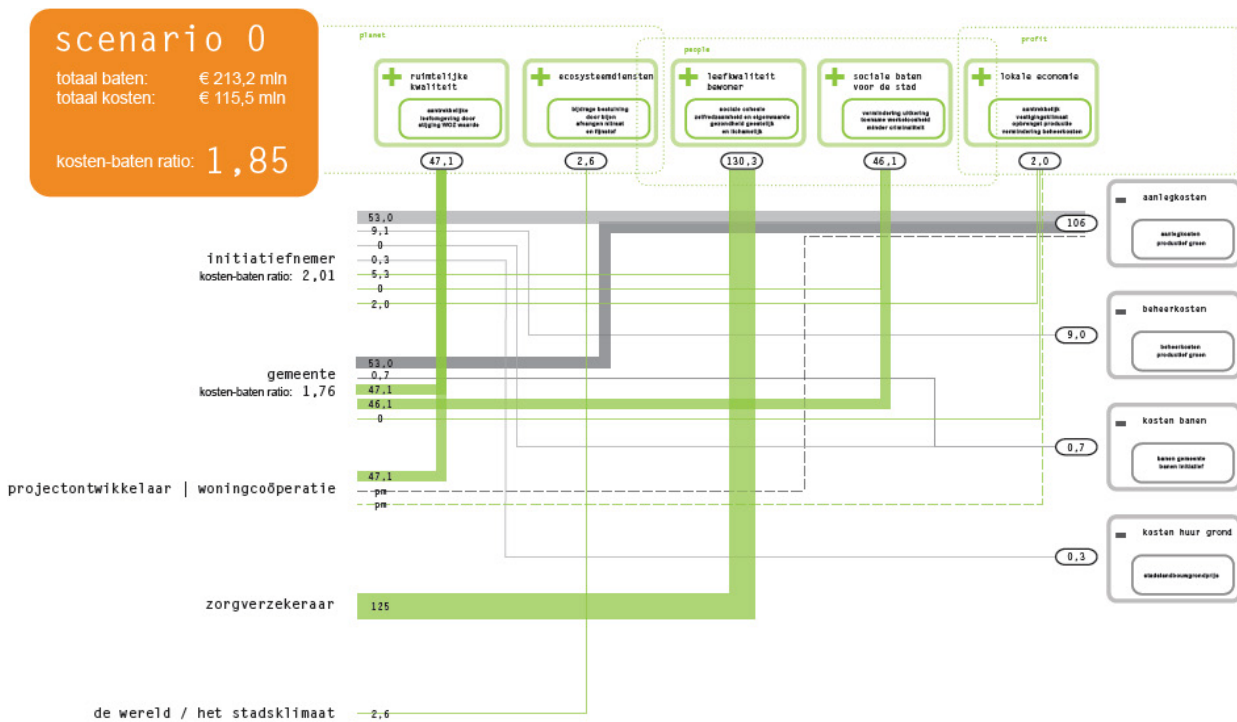 scenario 0
totaal baten: € 213,2 mln
totaal kosten: € 115,5 mln
kosten-baten ratio: 1,85
planet
people
profit
ruimtelijke
kwaliteit
aantrekkelijke
leefomgeving door
stijging WOZ waarde
47,1
ecosysteemdiensten
bijdrage bestuiving
door bijen
afvangen nitraat
en fijnstof
2,6
leefkwaliteit
bewoner
sociale cohesie
zelfredzaamheid en eigenwaarde
gezondheid geestelijk
en lichamelijk
130,3
sociale baten
voor de stad
vermindering uitkering
toename werkeloosheid
minder criminaliteit
46,1
lokale economie
aantrekkelijk
vestigingsklimaat
opbrengst productie
vermindering beheerkosten
2,0
initiatiefnemer
kosten-baten ratio: 2,01
53,0
9,1
0
0,3
5,3
0
2,0
gemeente
kosten-baten ratio: 1,76
53,0
0,7
47,1
46,1
0
projectontwikkelaar | woningcoöperatie
47,1
pm
pm
zorgverzekeraar
125
de wereld / het stadsklimaat
2,6
106
aanlegkosten
aanlegkosten
productief groen
9,0
beheerkosten
beheerkosten
productief groen
0,7
kosten banen
banen gemeente
banen initiatief
0,3
kosten huur grond
stadslandbouwgrondprijs